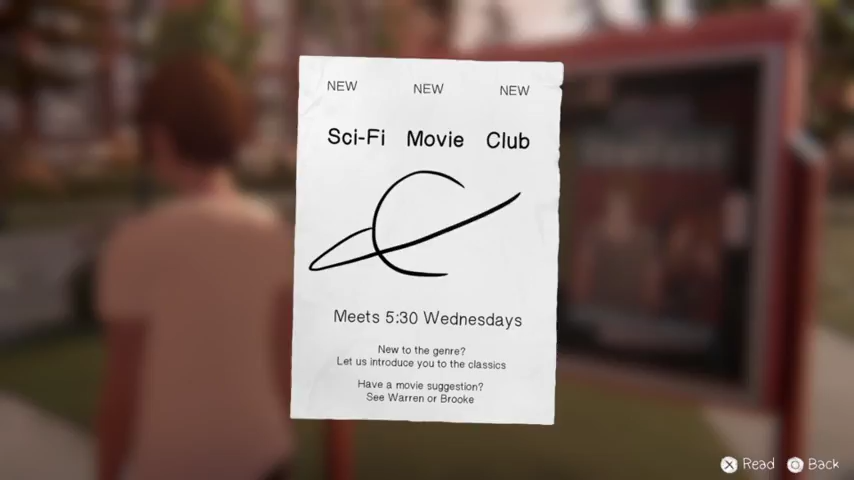 NEW NEW NEW
Sci-Fi Movie Club
Meets 5:30 Wednesdays
New to the genre?
Let us introduce you to the classics
Have a movie suggestion?
See Warren or Brooke
Read Back